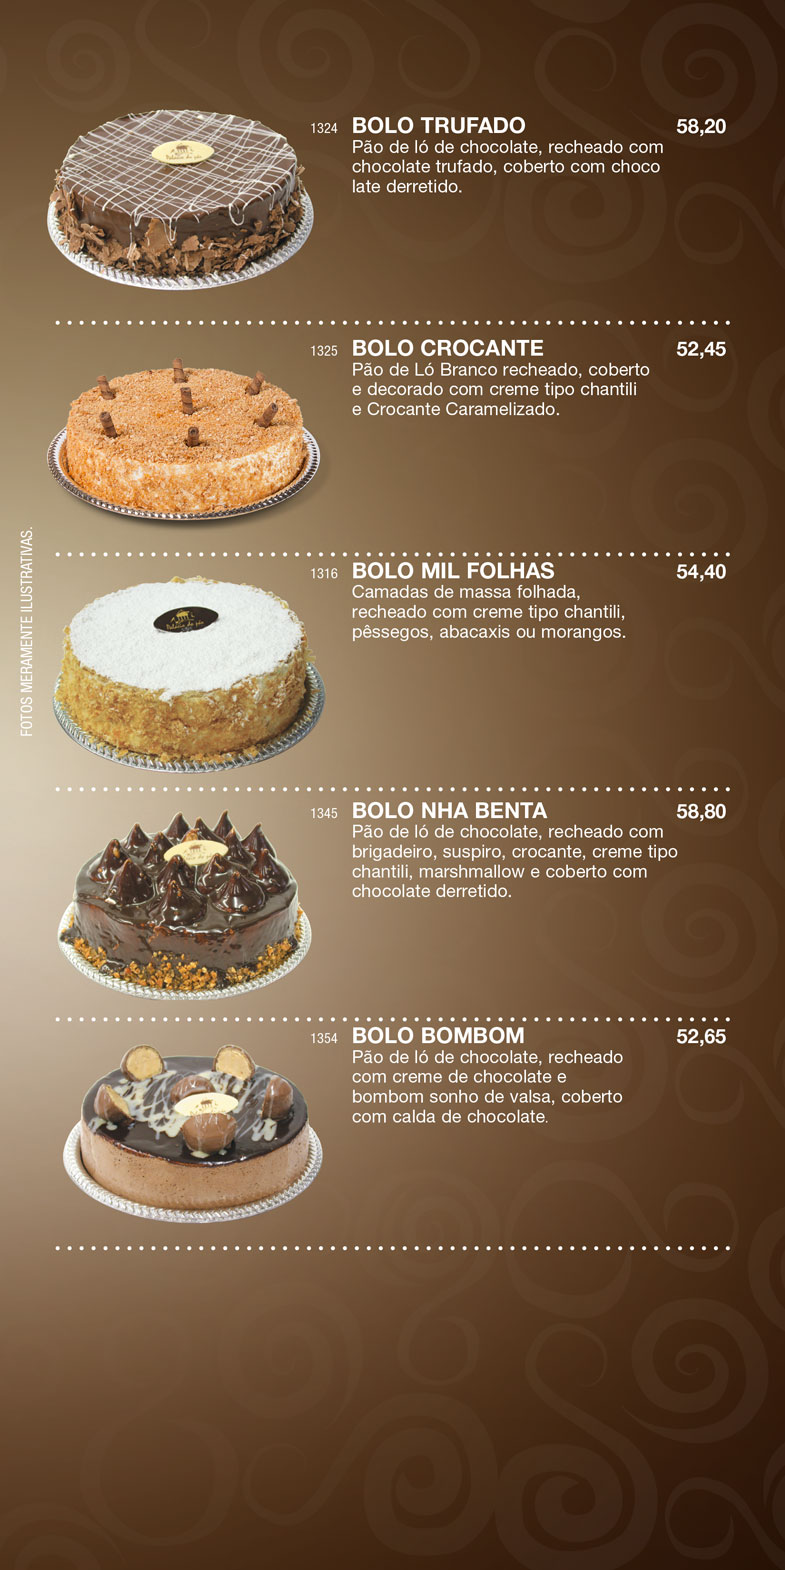 1324 BOLO TRUFADO 58,20
Pão de ló de chocolate, recheado com
chocolate trufado, coberto com choco
late derretido.
1325 BOLO CROCANTE 52,45
Pão de Ló Branco recheado, coberto
e decorado com creme tipo chantili
e Crocante Caramelizado.
1316 BOLO MIL FOLHAS 54,40
Camadas de massa folhada,
recheado com creme tipo chantili,
pêssegos, abacaxis ou morangos.
1345 BOLO NHA BENTA 58,80
Pão de ló de chocolate, recheado com
brigadeiro, suspiro, crocante, creme tipo
chantili, marshmallow e coberto com
chocolate derretido.
1354 BOLO BOMBOM 52,65
Pão de ló de chocolate, recheado
com creme de chocolate e
bombom sonho de valsa, coberto
com calda de chocolate.
FOTOS MERAMENTE ILUSTRATIVAS.